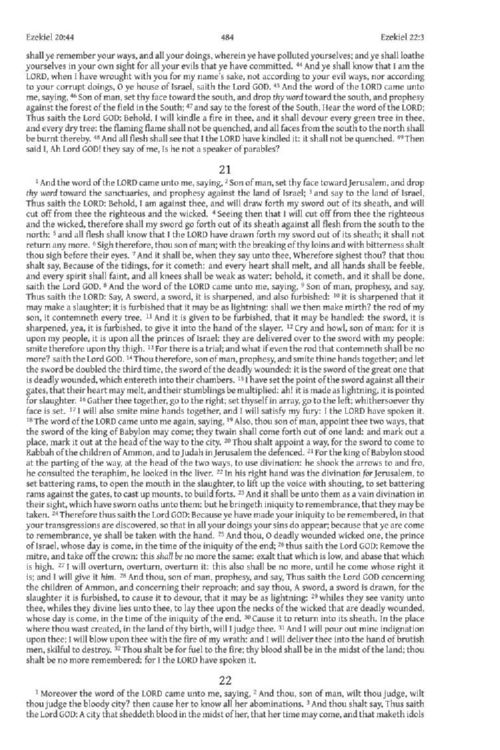 Ezekiel 20:44 484 Ezekiel 22:3
shall ye remember your ways, and all your doings, wherein ye have polluted yourselves; and ye shall loathe
yourselves in your own sight for all your evils that ye have committed. 44 And ye shall know that I am the
LORD, when I have wrought with you for my name's sake, not according to your evil ways, nor according
to your corrupt doings, O ye house of Israel, saith the Lord GOD. 45 And the word of the LORD came unto
me, saying, 46 Son of man, set thy face toward the south, and drop thy word toward the south, and prophesy
against the forest of the field in the South; 47 and say to the forest of the South, Hear the word of the LORD;
Thus saith the Lord GOD: Behold, I will kindle a fire in thee, and it shall devour every green tree in thee,
and every dry tree: the flaming flame shall not be quenched, and all faces from the south to the north shall
be burnt thereby. 48 And all flesh shall see that I the LORD have kindled it: it shall not be quenched. 49 Then
said I, Ah Lord GOD! they say of me, Is he not a speaker of parables?
21
1 And the word of the LORD came unto me, saying, 2 Son of man, set thy face toward Jerusalem, and drop
thy word toward the sanctuaries, and prophesy against the land of Israel; 3 and say to the land of Israel,
Thus saith the LORD: Behold, I am against thee, and will draw forth my sword out of its sheath, and will
cut off from thee the righteous and the wicked. 4 Seeing then that I will cut off from thee the righteous
and the wicked, therefore shall my sword go forth out of its sheath against all flesh from the south to the
north: 5 and all flesh shall know that I the LORD have drawn forth my sword out of its sheath; it shall not
return any more. 6 Sigh therefore, thou son of man; with the breaking of thy loins and with bitterness shalt
thou sigh before their eyes. 7 And it shall be, when they say unto thee, Wherefore sighest thou? that thou
shalt say, Because of the tidings, for it cometh: and every heart shall melt, and all hands shall be feeble,
and every spirit shall faint, and all knees shall be weak as water: behold, it cometh, and it shall be done,
saith the Lord GOD. 8 And the word of the LORD came unto me, saying, 9 Son of man, prophesy, and say,
Thus saith the LORD: Say, A sword, a sword, it is sharpened, and also furbished: 10 it is sharpened that it
may make a slaughter; it is furbished that it may be as lightning: shall we then make mirth? the rod of my
son, it contemneth every tree. 11 And it is given to be furbished, that it may be handled: the sword, it is
sharpened, yea, it is furbished, to give it into the hand of the slayer. 12 Cry and howl, son of man: for it is
upon my people, it is upon all the princes of Israel: they are delivered over to the sword with my people:
smite therefore upon thy thigh. 13 For there is a trial; and what if even the rod that contemneth shall be no
more? saith the Lord GOD. 14 Thou therefore, son of man, prophesy, and smite thine hands together; and let
the sword be doubled the third time, the sword of the deadly wounded: it is the sword of the great one that
is deadly wounded, which entereth into their chambers. 15 I have set the point of the sword against all their
gates, that their heart may melt, and their stumblings be multiplied: ah! it is made as lightning, it is pointed
for slaughter. 16 Gather thee together, go to the right; set thyself in array, go to the left; whithersoever thy
face is set. 17 I will also smite mine hands together, and I will satisfy my fury: I the LORD have spoken it.
18 The word of the LORD came unto me again, saying, 19 Also, thou son of man, appoint thee two ways, that
the sword of the king of Babylon may come; they twain shall come forth out of one land: and mark out a
place, mark it out at the head of the way to the city. 20 Thou shalt appoint a way, for the sword to come to
Rabbah of the children of Ammon, and to Judah in Jerusalem the defenced. 21 For the king of Babylon stood
at the parting of the way, at the head of the two ways, to use divination: he shook the arrows to and fro,
he consulted the teraphim, he looked in the liver. 22 In his right hand was the divination for Jerusalem, to
set battering rams, to open the mouth in the slaughter, to lift up the voice with shouting, to set battering
rams against the gates, to cast up mounts, to build forts. 23 And it shall be unto them as a vain divination in
their sight, which have sworn oaths unto them: but he bringeth iniquity to remembrance, that they may be
taken. 24 Therefore thus saith the Lord GOD: Because ye have made your iniquity to be remembered, in that
your transgressions are discovered, so that in all your doings your sins do appear; because that ye are come
to remembrance, ye shall be taken with the hand. 25 And thou, O deadly wounded wicked one, the prince
of Israel, whose day is come, in the time of the iniquity of the end; 26 thus saith the Lord GOD: Remove the
mitre, and take off the crown: this shall be no more the same: exalt that which is low, and abase that which
is high. 27 I will overturn, overturn, overturn it: this also shall be no more, until he come whose right it
is; and I will give it him. 28 And thou, son of man, prophesy, and say, Thus saith the Lord GOD concerning
the children of Ammon, and concerning their reproach; and say thou, A sword, a sword is drawn, for the
slaughter it is furbished, to cause it to devour, that it may be as lightning: 29 whiles they see vanity unto
thee, whiles they divine lies unto thee, to lay thee upon the necks of the wicked that are deadly wounded,
whose day is come, in the time of the iniquity of the end. 30 Cause it to return into its sheath. In the place
where thou wast created, in the land of thy birth, will I judge thee. 31 And I will pour out mine indignation
upon thee; I will blow upon thee with the fire of my wrath: and I will deliver thee into the hand of brutish
men, skilful to destroy. 32 Thou shalt be for fuel to the fire; thy blood shall be in the midst of the land; thou
shalt be no more remembered: for I the LORD have spoken it.
22
1 Moreover the word of the LORD came unto me, saying, 2 And thou, son of man, wilt thou judge, wilt
thou judge the bloody city? then cause her to know all her abominations. 3 And thou shalt say, Thus saith
the Lord GOD: A city that sheddeth blood in the midst of her, that her time may come, and that maketh idols